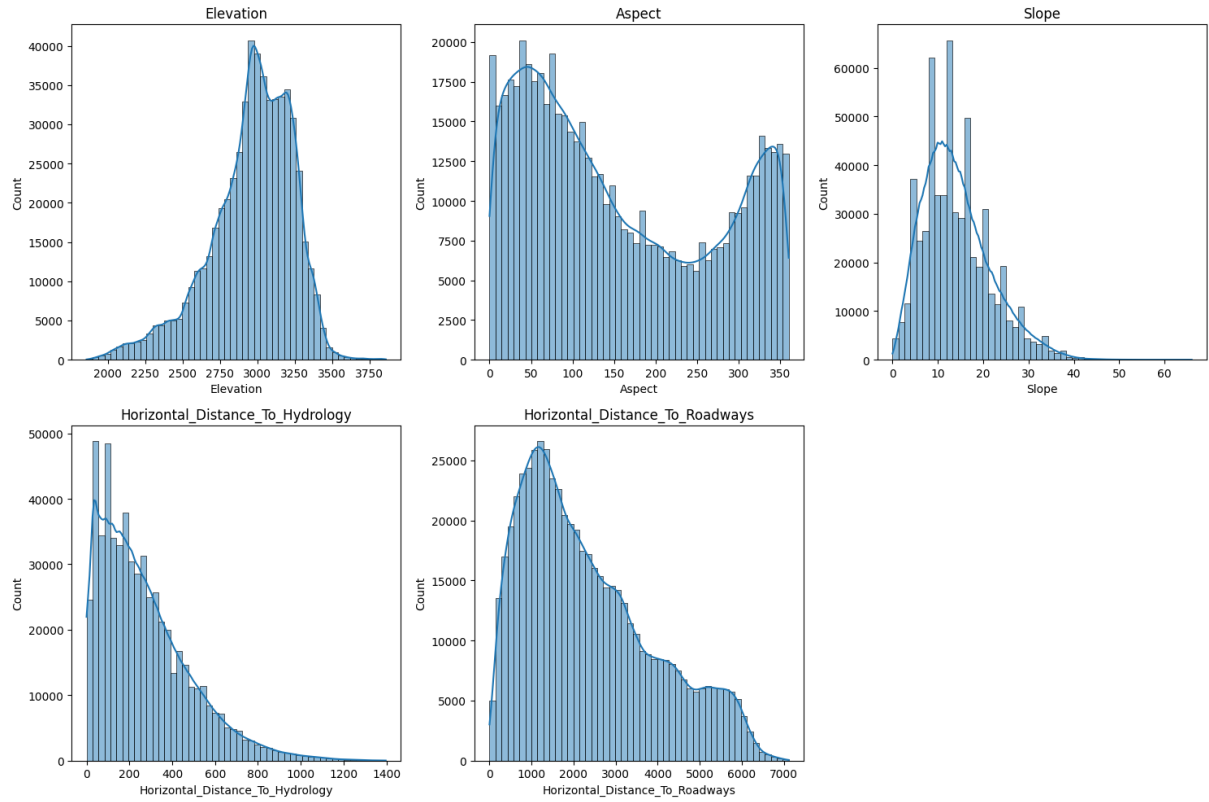 Elevation
40000
35000
30000
25000
20000
15000
10000
5000
0
Count
2000 2250 2500 2750 3000 3250 3500 3750
Elevation
Aspect
20000
17500
15000
12500
10000
7500
5000
2500
0
Count
0 50 100 150 200 250 300 350
Aspect
Slope
60000
50000
40000
30000
20000
10000
0
Count
0 10 20 30 40 50 60
Slope
Horizontal_Distance_To_Hydrology
50000
40000
30000
20000
10000
0
Count
0 200 400 600 800 1000 1200 1400
Horizontal_Distance_To_Hydrology
Horizontal_Distance_To_Roadways
25000
20000
15000
10000
5000
0
Count
0 1000 2000 3000 4000 5000 6000 7000
Horizontal_Distance_To_Roadways